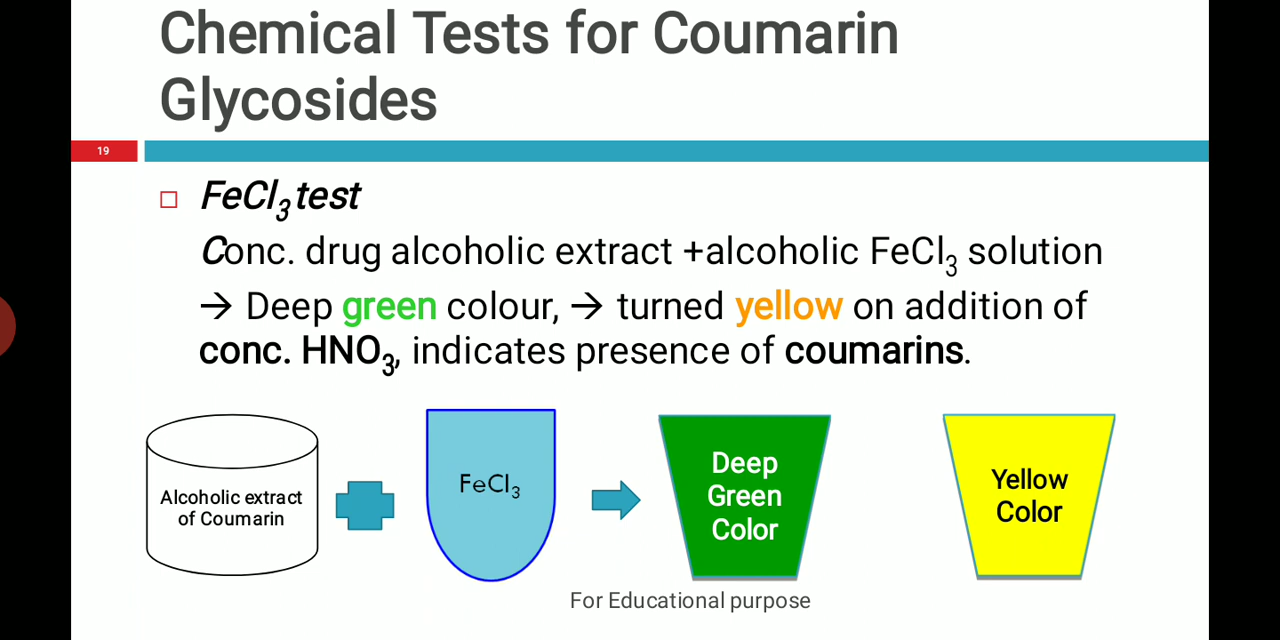 Chemical Tests for Coumarin
Glycosides
19
FeCl₃ test
Conc. drug alcoholic extract +alcoholic FeCl₃ solution
→ Deep green colour, → turned yellow on addition of
conc. HNO₃, indicates presence of coumarins.
Alcoholic extract
of Coumarin
FeCl₃
Deep
Green
Color
Yellow
Color
For Educational purpose